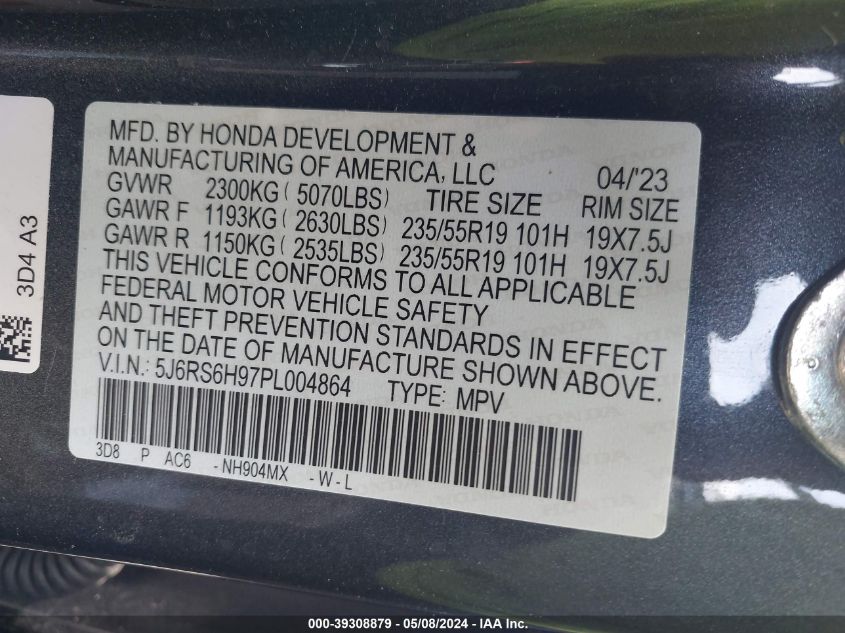 MFD. BY HONDA DEVELOPMENT &
MANUFACTURING OF AMERICA, LLC 04/'23
GVWR 2300KG ( 5070LBS) TIRE SIZE RIM SIZE
GAWR F 1193KG ( 2630LBS) 235/55R19 101H 19X7.5J
GAWR R 1150KG ( 2535LBS) 235/55R19 101H 19X7.5J
THIS VEHICLE CONFORMS TO ALL APPLICABLE
FEDERAL MOTOR VEHICLE SAFETY
AND THEFT PREVENTION STANDARDS IN EFFECT
ON THE DATE OF MANUFACTURE SHOWN ABOVE.
V.I.N.: 5J6RS6H97PL004864 TYPE: MPV
3D8 P AC6 -NH904MX -W-L
3D4 A3
000-39308879 - 05/08/2024 - IAA Inc.